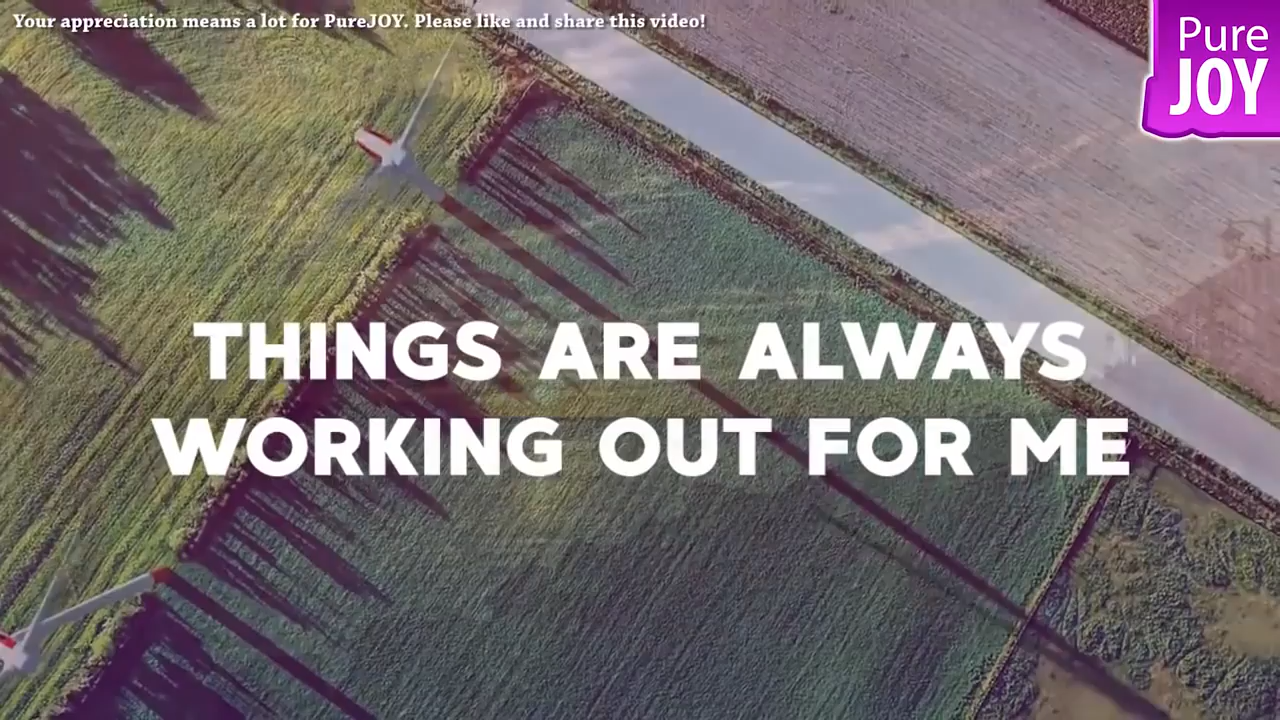 Your appreciation means a lot for PureJOY. Please like and share this video!
Pure
JOY
THINGS ARE ALWAYS
WORKING OUT FOR ME